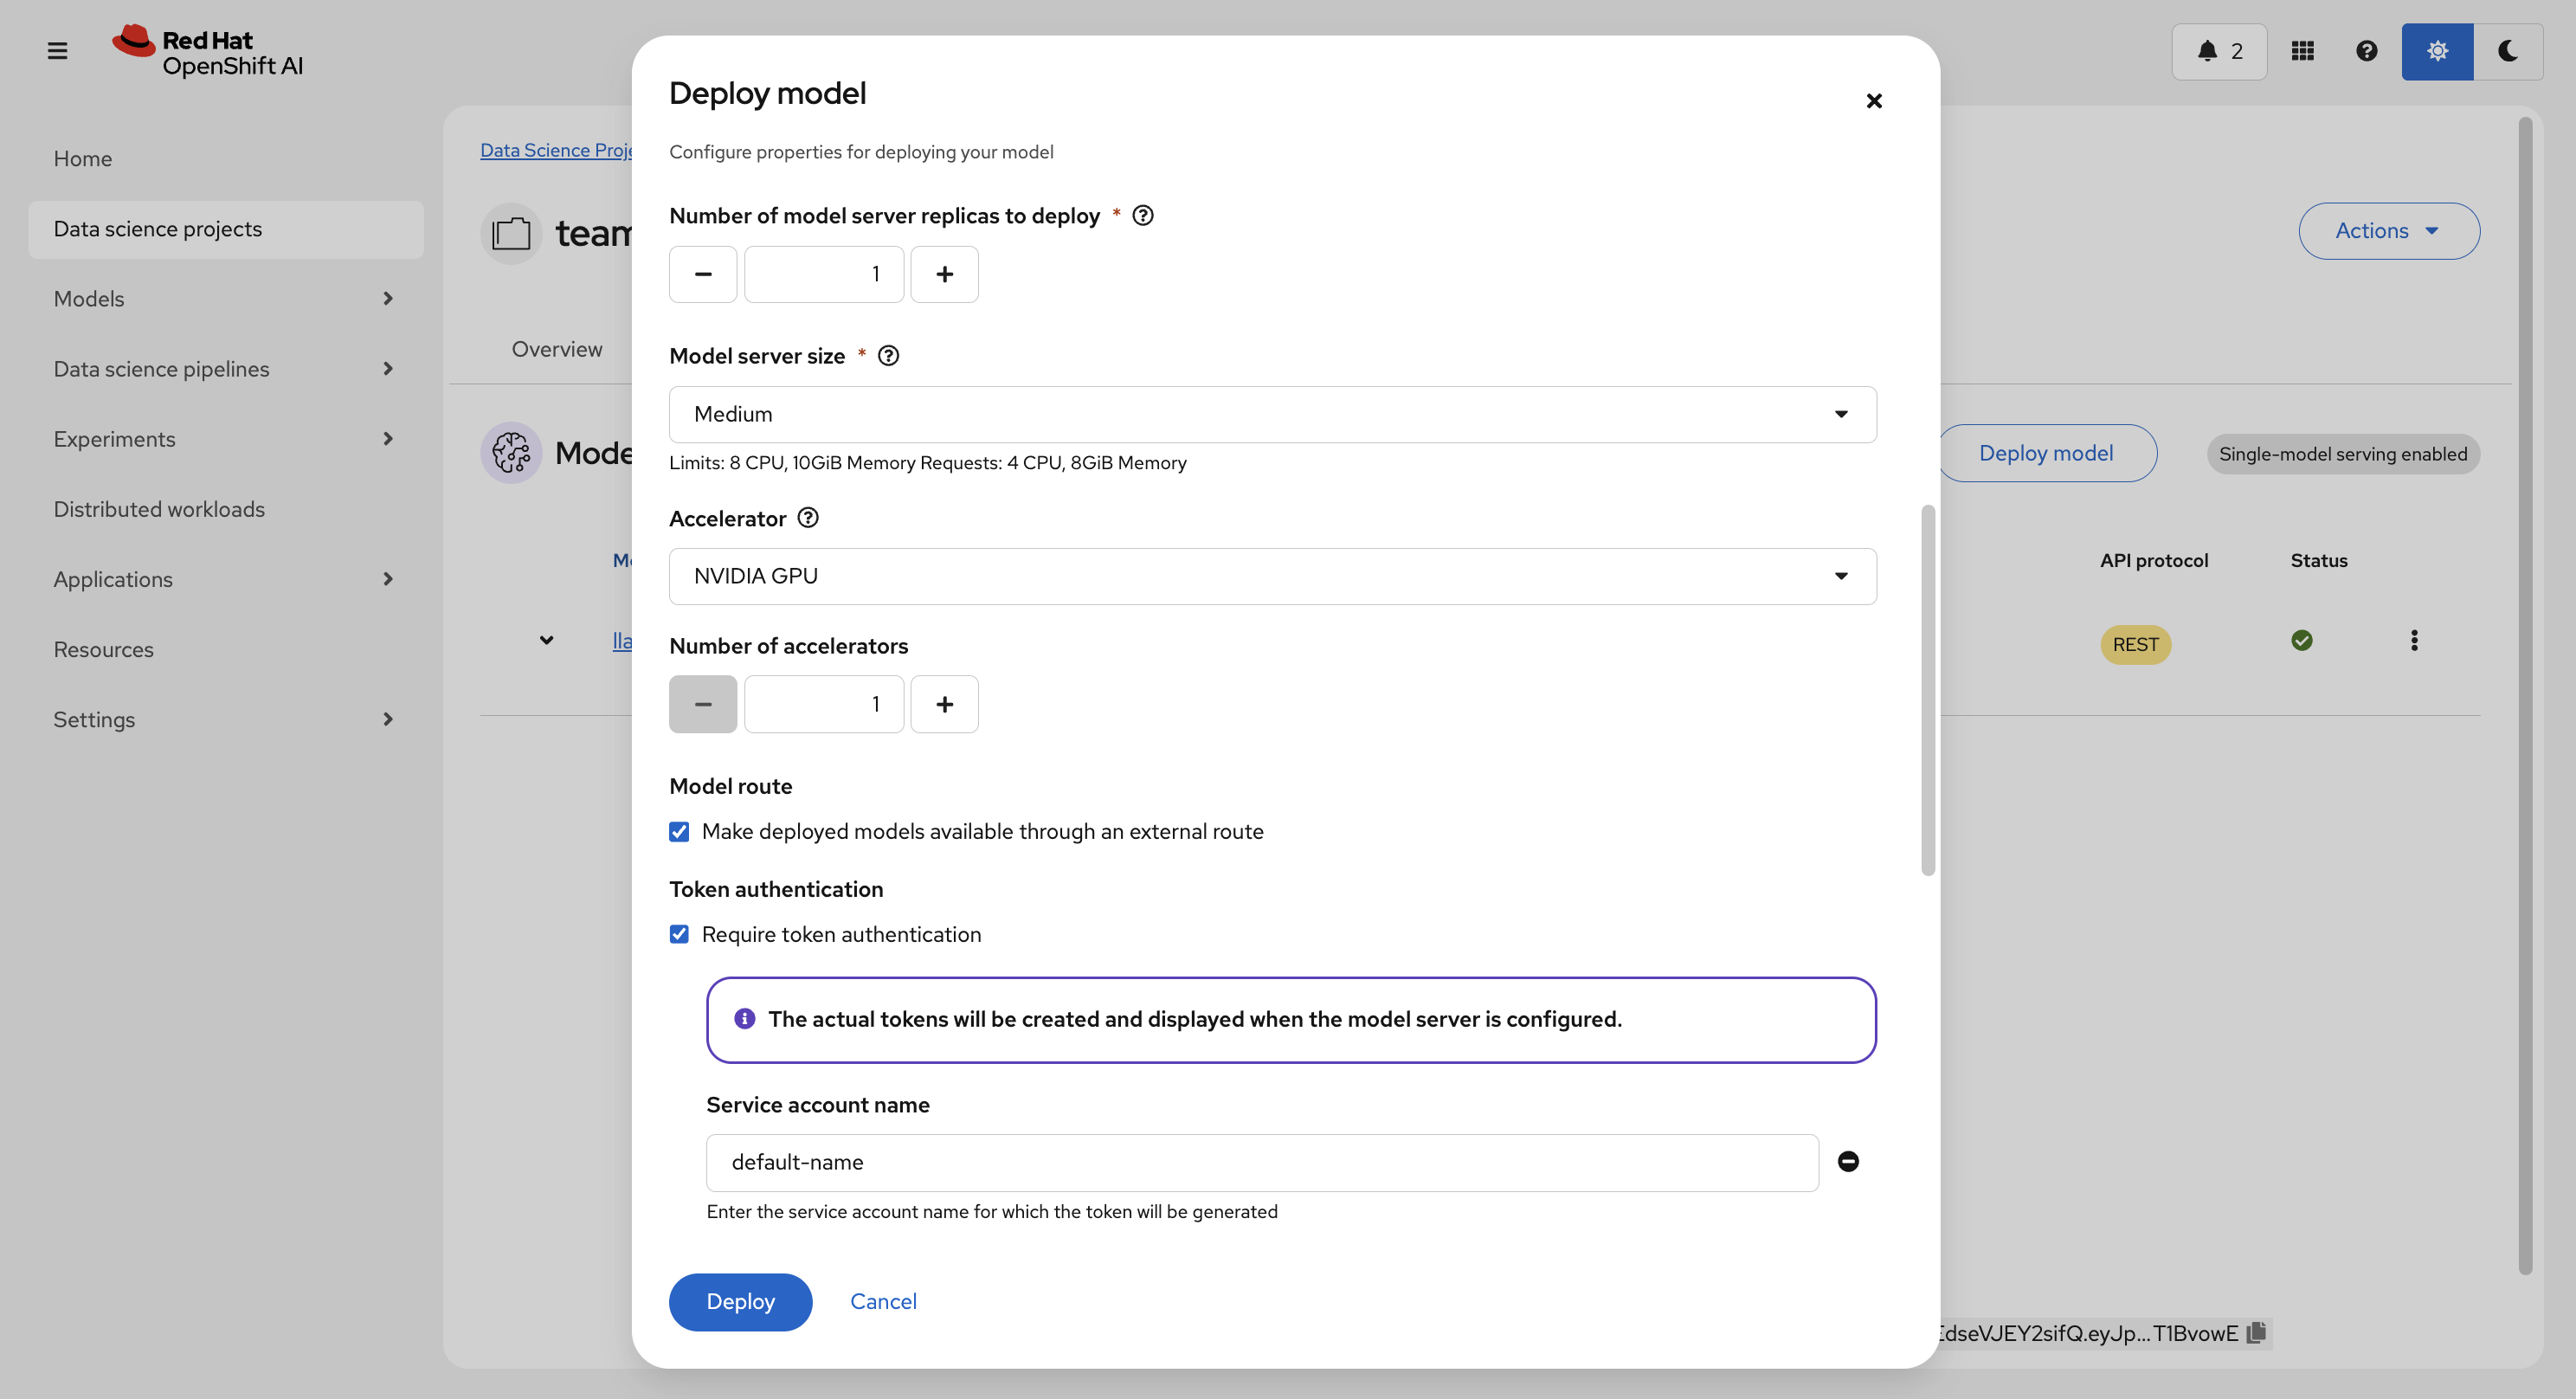 Red Hat
OpenShift AI
2
Home
Data science projects
Models
Data science pipelines
Experiments
Distributed workloads
Applications
Resources
Settings
Data Science Proje
team
Actions
Overview
Mode
Deploy model
Single-model serving enabled
Mo
API protocol
Status
lla
REST
EdseVJEY2sifQ.eyJp...T1BvowE
Deploy model
Configure properties for deploying your model
Number of model server replicas to deploy *
1
Model server size *
Medium
Limits: 8 CPU, 10GiB Memory Requests: 4 CPU, 8GiB Memory
Accelerator
NVIDIA GPU
Number of accelerators
1
Model route
Make deployed models available through an external route
Token authentication
Require token authentication
The actual tokens will be created and displayed when the model server is configured.
Service account name
default-name
Enter the service account name for which the token will be generated
Deploy
Cancel